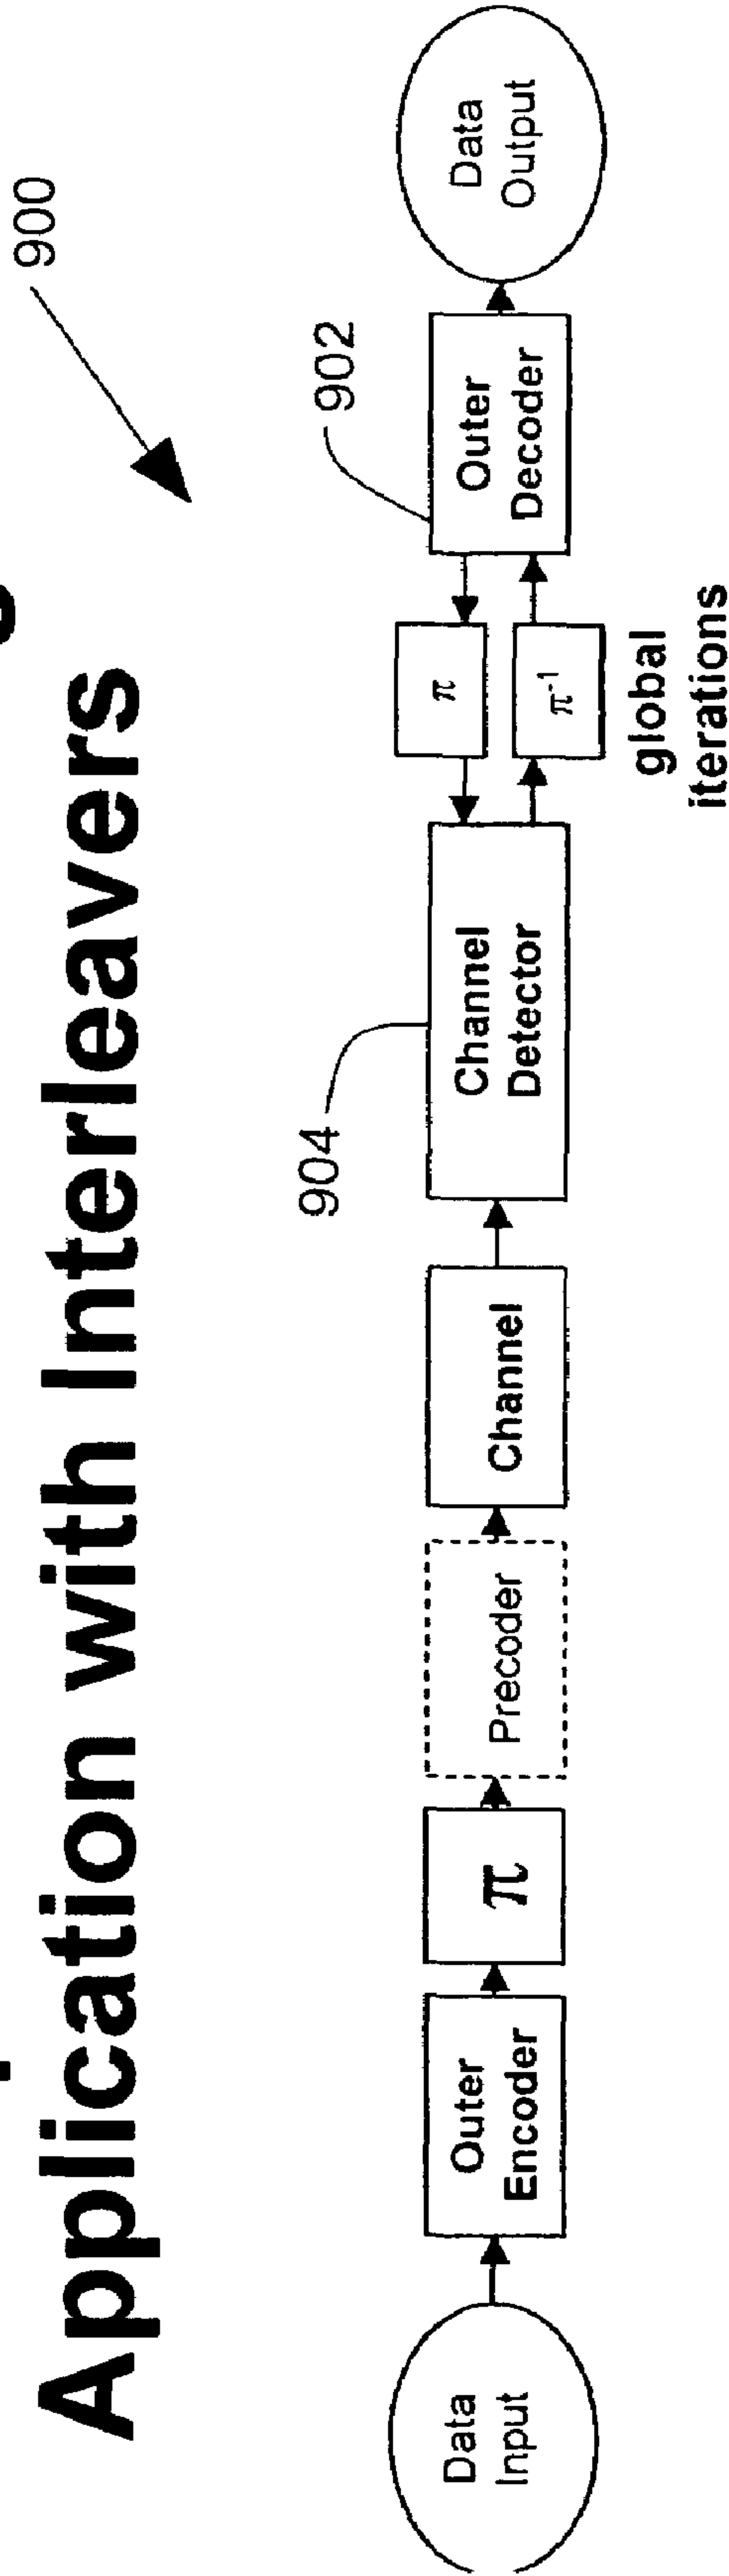 Application with Interleavers
900
Data
Input
Outer
Encoder
π
Precoder
Channel
904
Channel
Detector
π
π-1
global
iterations
902
Outer
Decoder
Data
Output